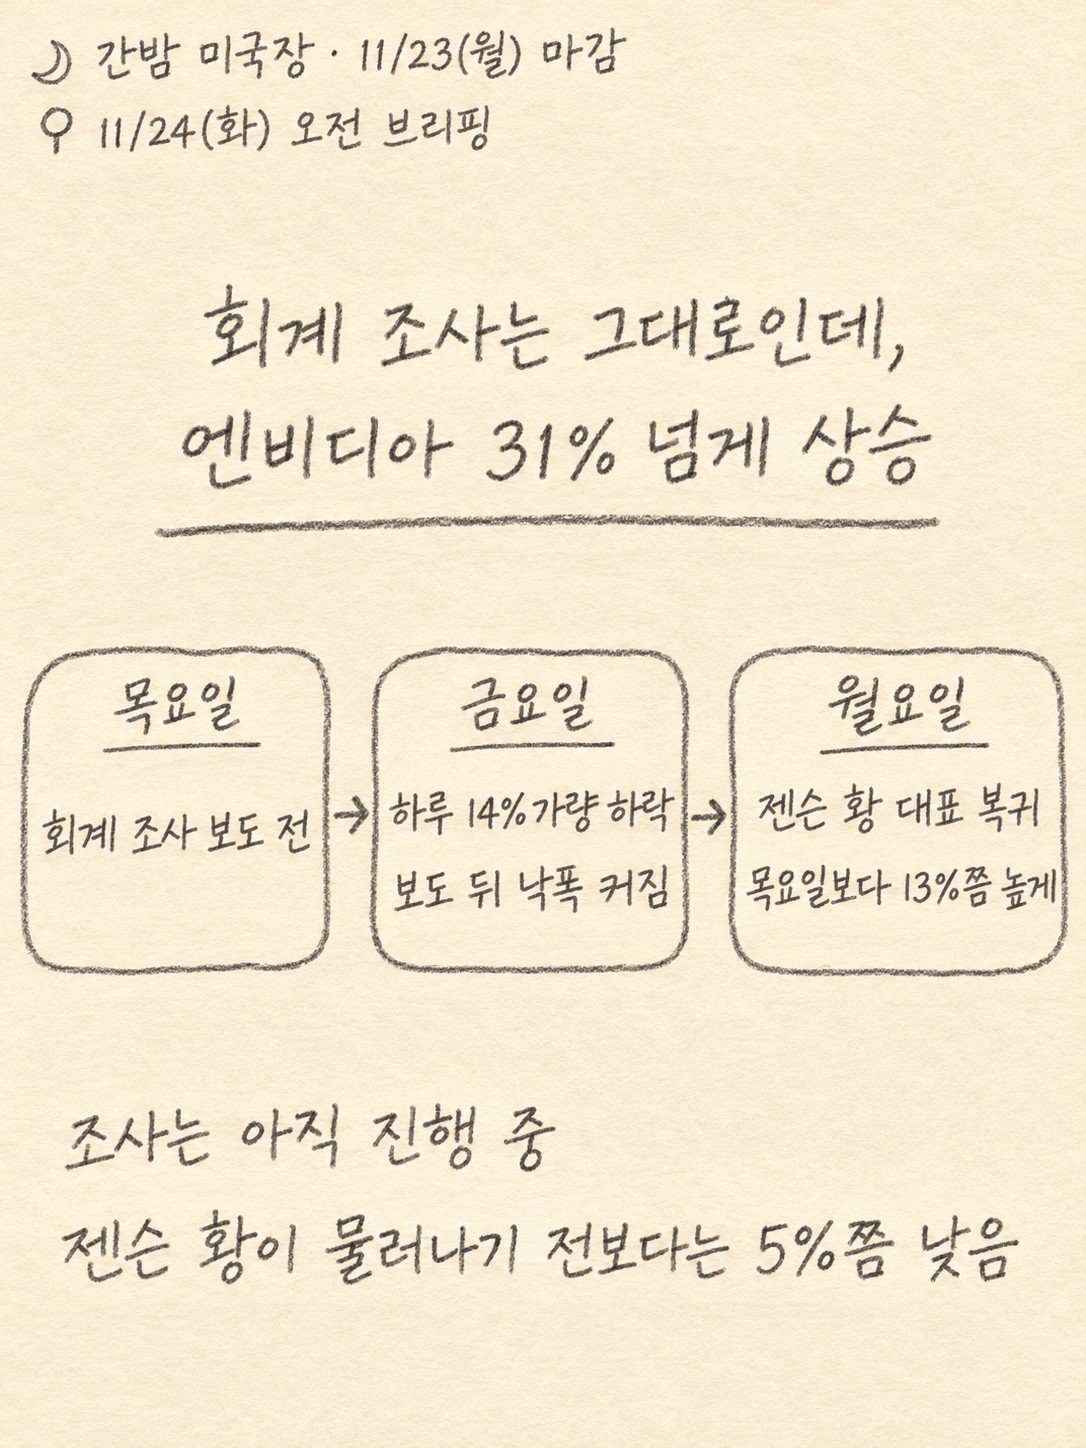 간밤 미국장 · 11/23(월) 마감
11/24(화) 오전 브리핑
회계 조사는 그대로인데,
엔비디아 31% 넘게 상승
목요일
회계 조사 보도 전
금요일
하루 14%가량 하락
보도 뒤 낙폭 커짐
월요일
젠슨 황 대표 복귀
목요일보다 13%쯤 높게
조사는 아직 진행 중
젠슨 황이 물러나기 전보다는 5%쯤 낮음